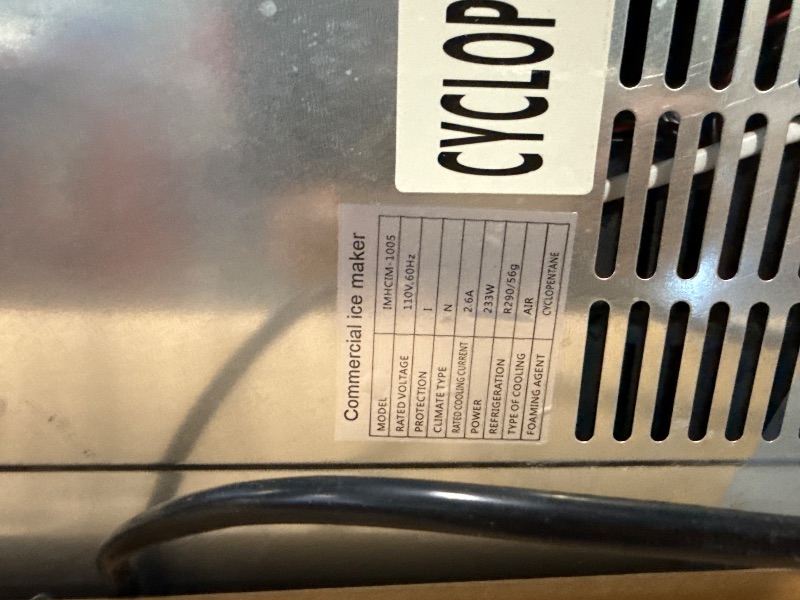 CYCLOP
Commercial ice maker
MODEL IMHCIM-1005
RATED VOLTAGE 110V,60Hz
PROTECTION I
CLIMATE TYPE N
RATED COOLING CURRENT 2.6A
POWER 233W
REFRIGERATION R290/56g
TYPE OF COOLING AIR
FOAMING AGENT CYCLOPENTANE